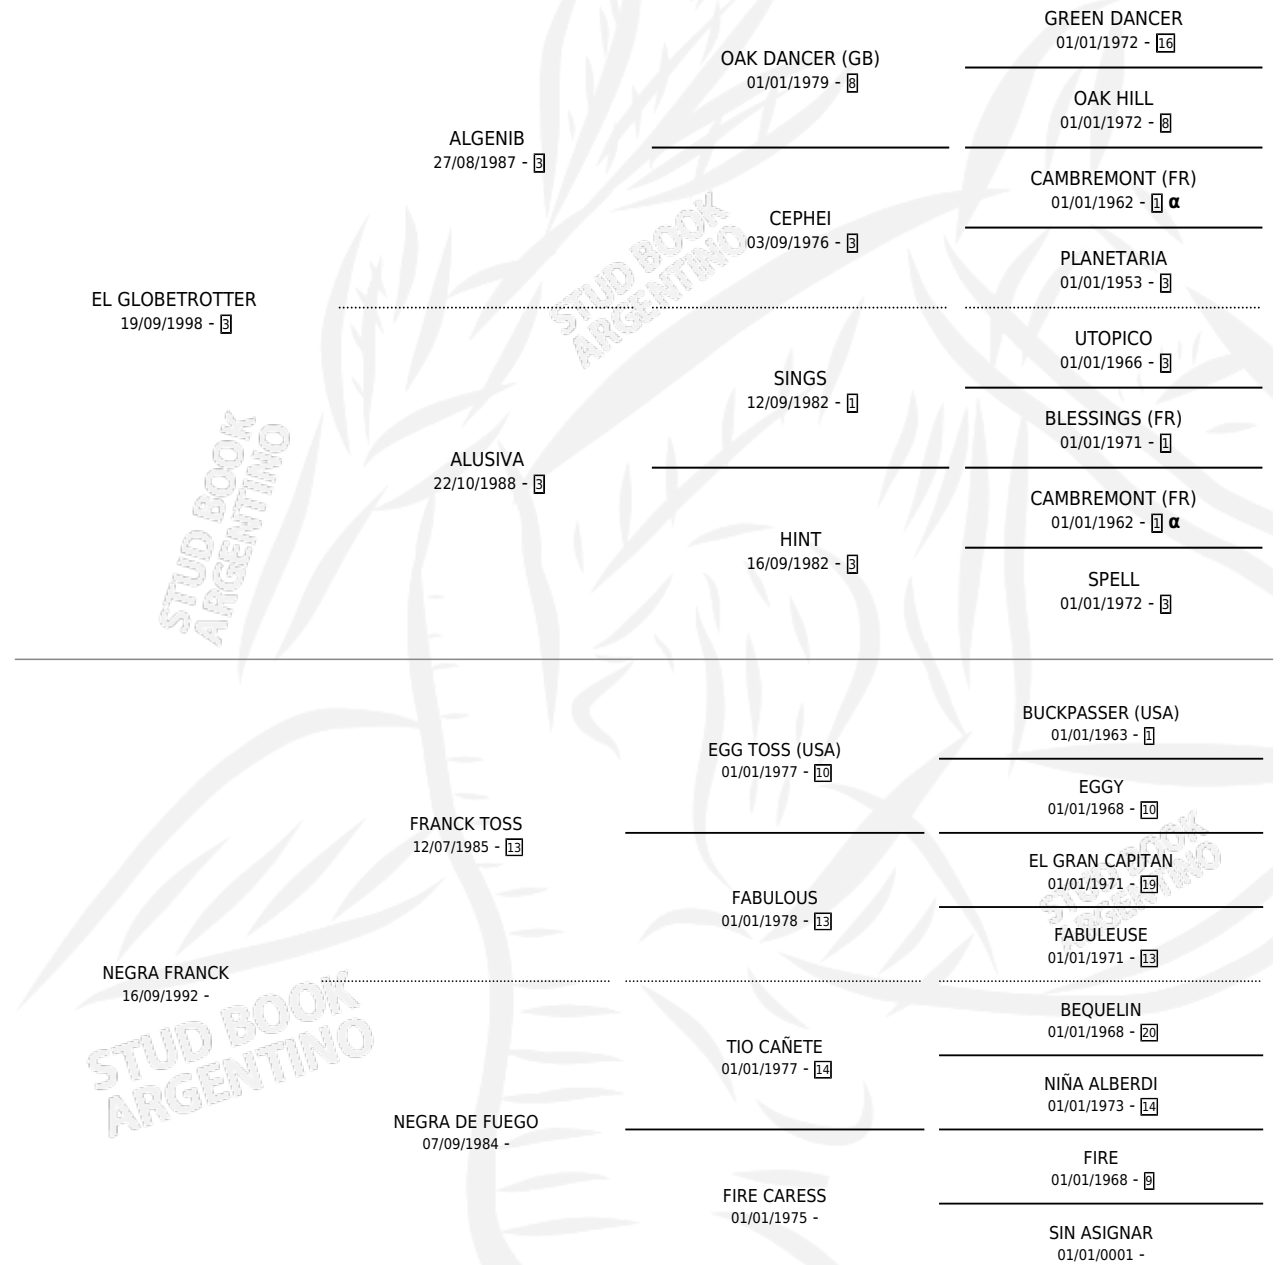 GREEN DANCER
01/01/1972 - 16
OAK DANCER (GB)
01/01/1979 - 8
OAK HILL
01/01/1972 - 8
ALGENIB
27/08/1987 - 3
CAMBREMONT (FR)
01/01/1962 - 1 α
CEPHEI
03/09/1976 - 3
PLANETARIA
01/01/1953 - 3
EL GLOBETROTTER
19/09/1998 - 3
UTOPICO
01/01/1966 - 3
SINGS
12/09/1982 - 1
BLESSINGS (FR)
01/01/1971 - 1
ALUSIVA
22/10/1988 - 3
CAMBREMONT (FR)
01/01/1962 - 1 α
HINT
16/09/1982 - 3
SPELL
01/01/1972 - 3
STUD BOOK
ARGENTINO
STUD BOOK
ARGENTINO
BUCKPASSER (USA)
01/01/1963 - 1
EGG TOSS (USA)
01/01/1977 - 10
EGGY
01/01/1968 - 10
FRANCK TOSS
12/07/1985 - 13
EL GRAN CAPITAN
01/01/1971 - 19
FABULOUS
01/01/1978 - 13
FABULEUSE
01/01/1971 - 13
STUD BOOK
ARGENTINO
NEGRA FRANCK
16/09/1992 -
BEQUELIN
01/01/1968 - 20
TIO CAÑETE
01/01/1977 - 14
NIÑA ALBERDI
01/01/1973 - 14
NEGRA DE FUEGO
07/09/1984 -
FIRE
01/01/1968 - 9
FIRE CARESS
01/01/1975 -
SIN ASIGNAR
01/01/0001 -
STUD BOOK
ARGENTINO